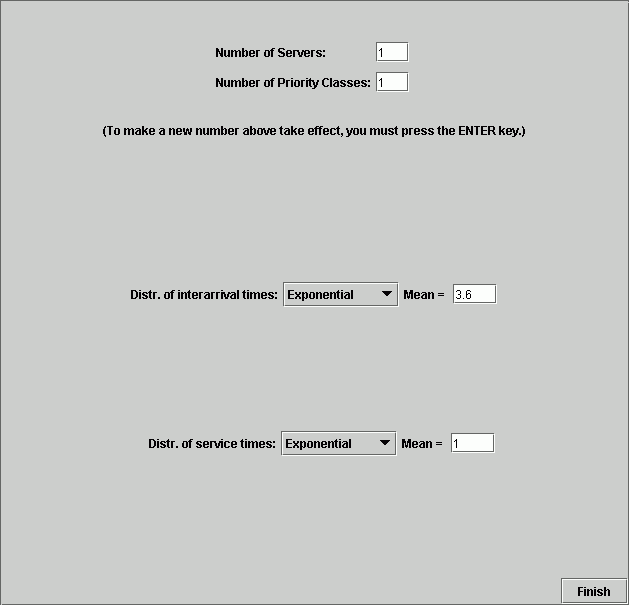 Number of Servers: 1
Number of Priority Classes: 1
(To make a new number above take effect, you must press the ENTER key.)
Distr. of interarrival times: Exponential Mean = 3.6
Distr. of service times: Exponential Mean = 1
Finish